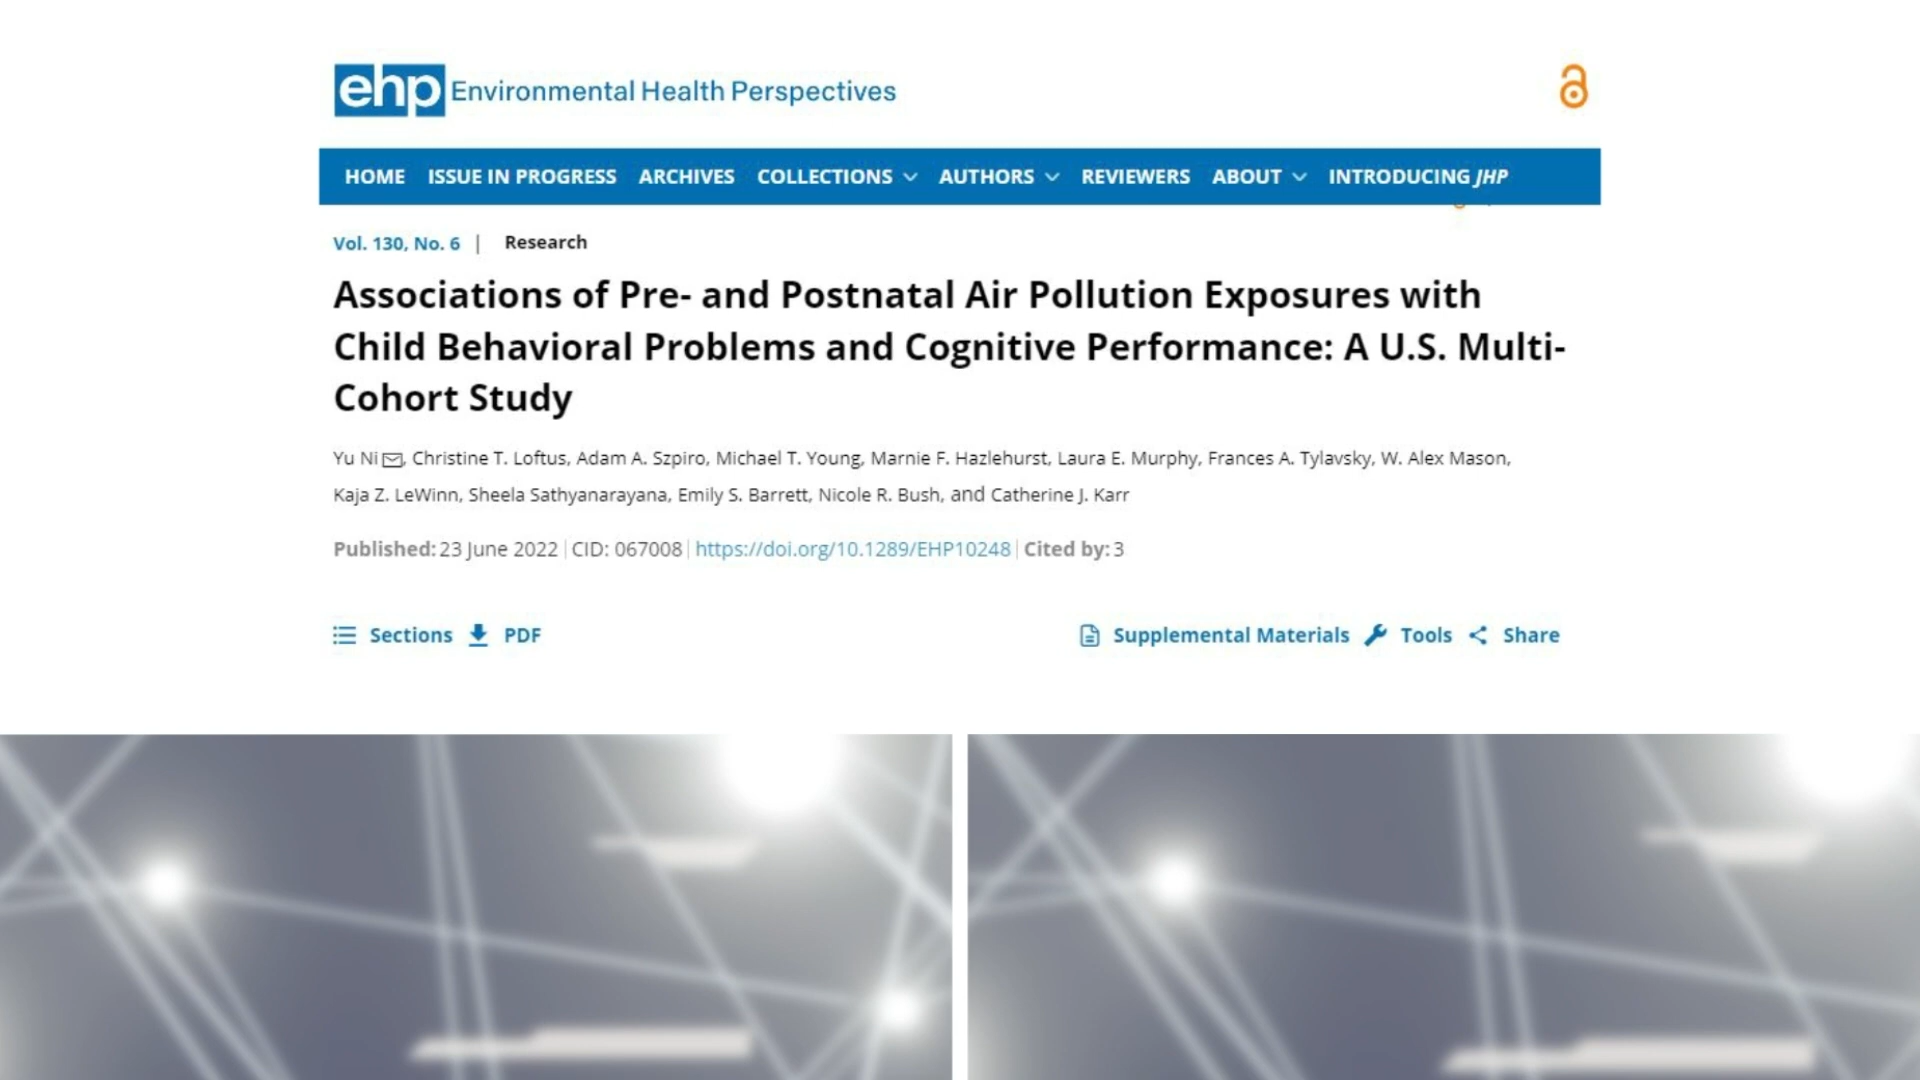 ehp Environmental Health Perspectives
HOME ISSUE IN PROGRESS ARCHIVES COLLECTIONS AUTHORS REVIEWERS ABOUT INTRODUCING JHP
Vol. 130, No. 6 | Research
Associations of Pre- and Postnatal Air Pollution Exposures with
Child Behavioral Problems and Cognitive Performance: A U.S. Multi-
Cohort Study
Yu Ni, Christine T. Loftus, Adam A. Szpiro, Michael T. Young, Marnie F. Hazlehurst, Laura E. Murphy, Frances A. Tylavsky, W. Alex Mason,
Kaja Z. LeWinn, Sheela Sathyanarayana, Emily S. Barrett, Nicole R. Bush, and Catherine J. Karr
Published: 23 June 2022 | CID: 067008 | https://doi.org/10.1289/EHP10248 | Cited by: 3
Sections PDF Supplemental Materials Tools Share